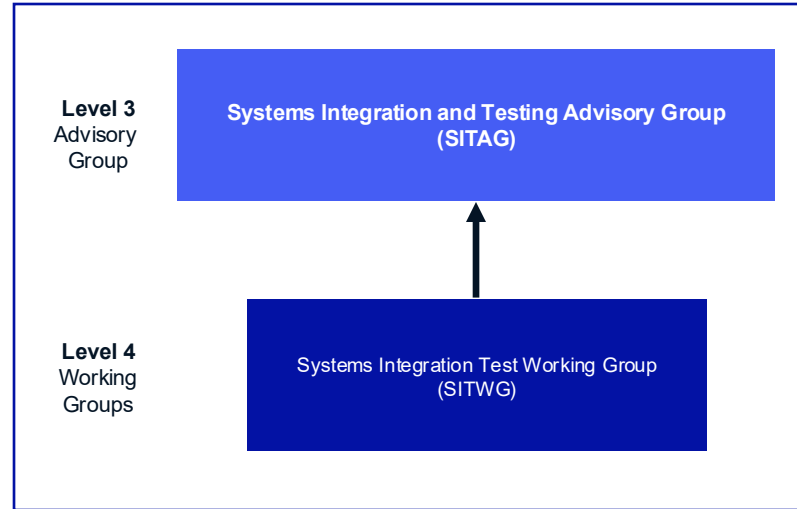 Level 3
Advisory
Group
Systems Integration and Testing Advisory Group
(SITAG)
Level 4
Working
Groups
Systems Integration Test Working Group
(SITWG)